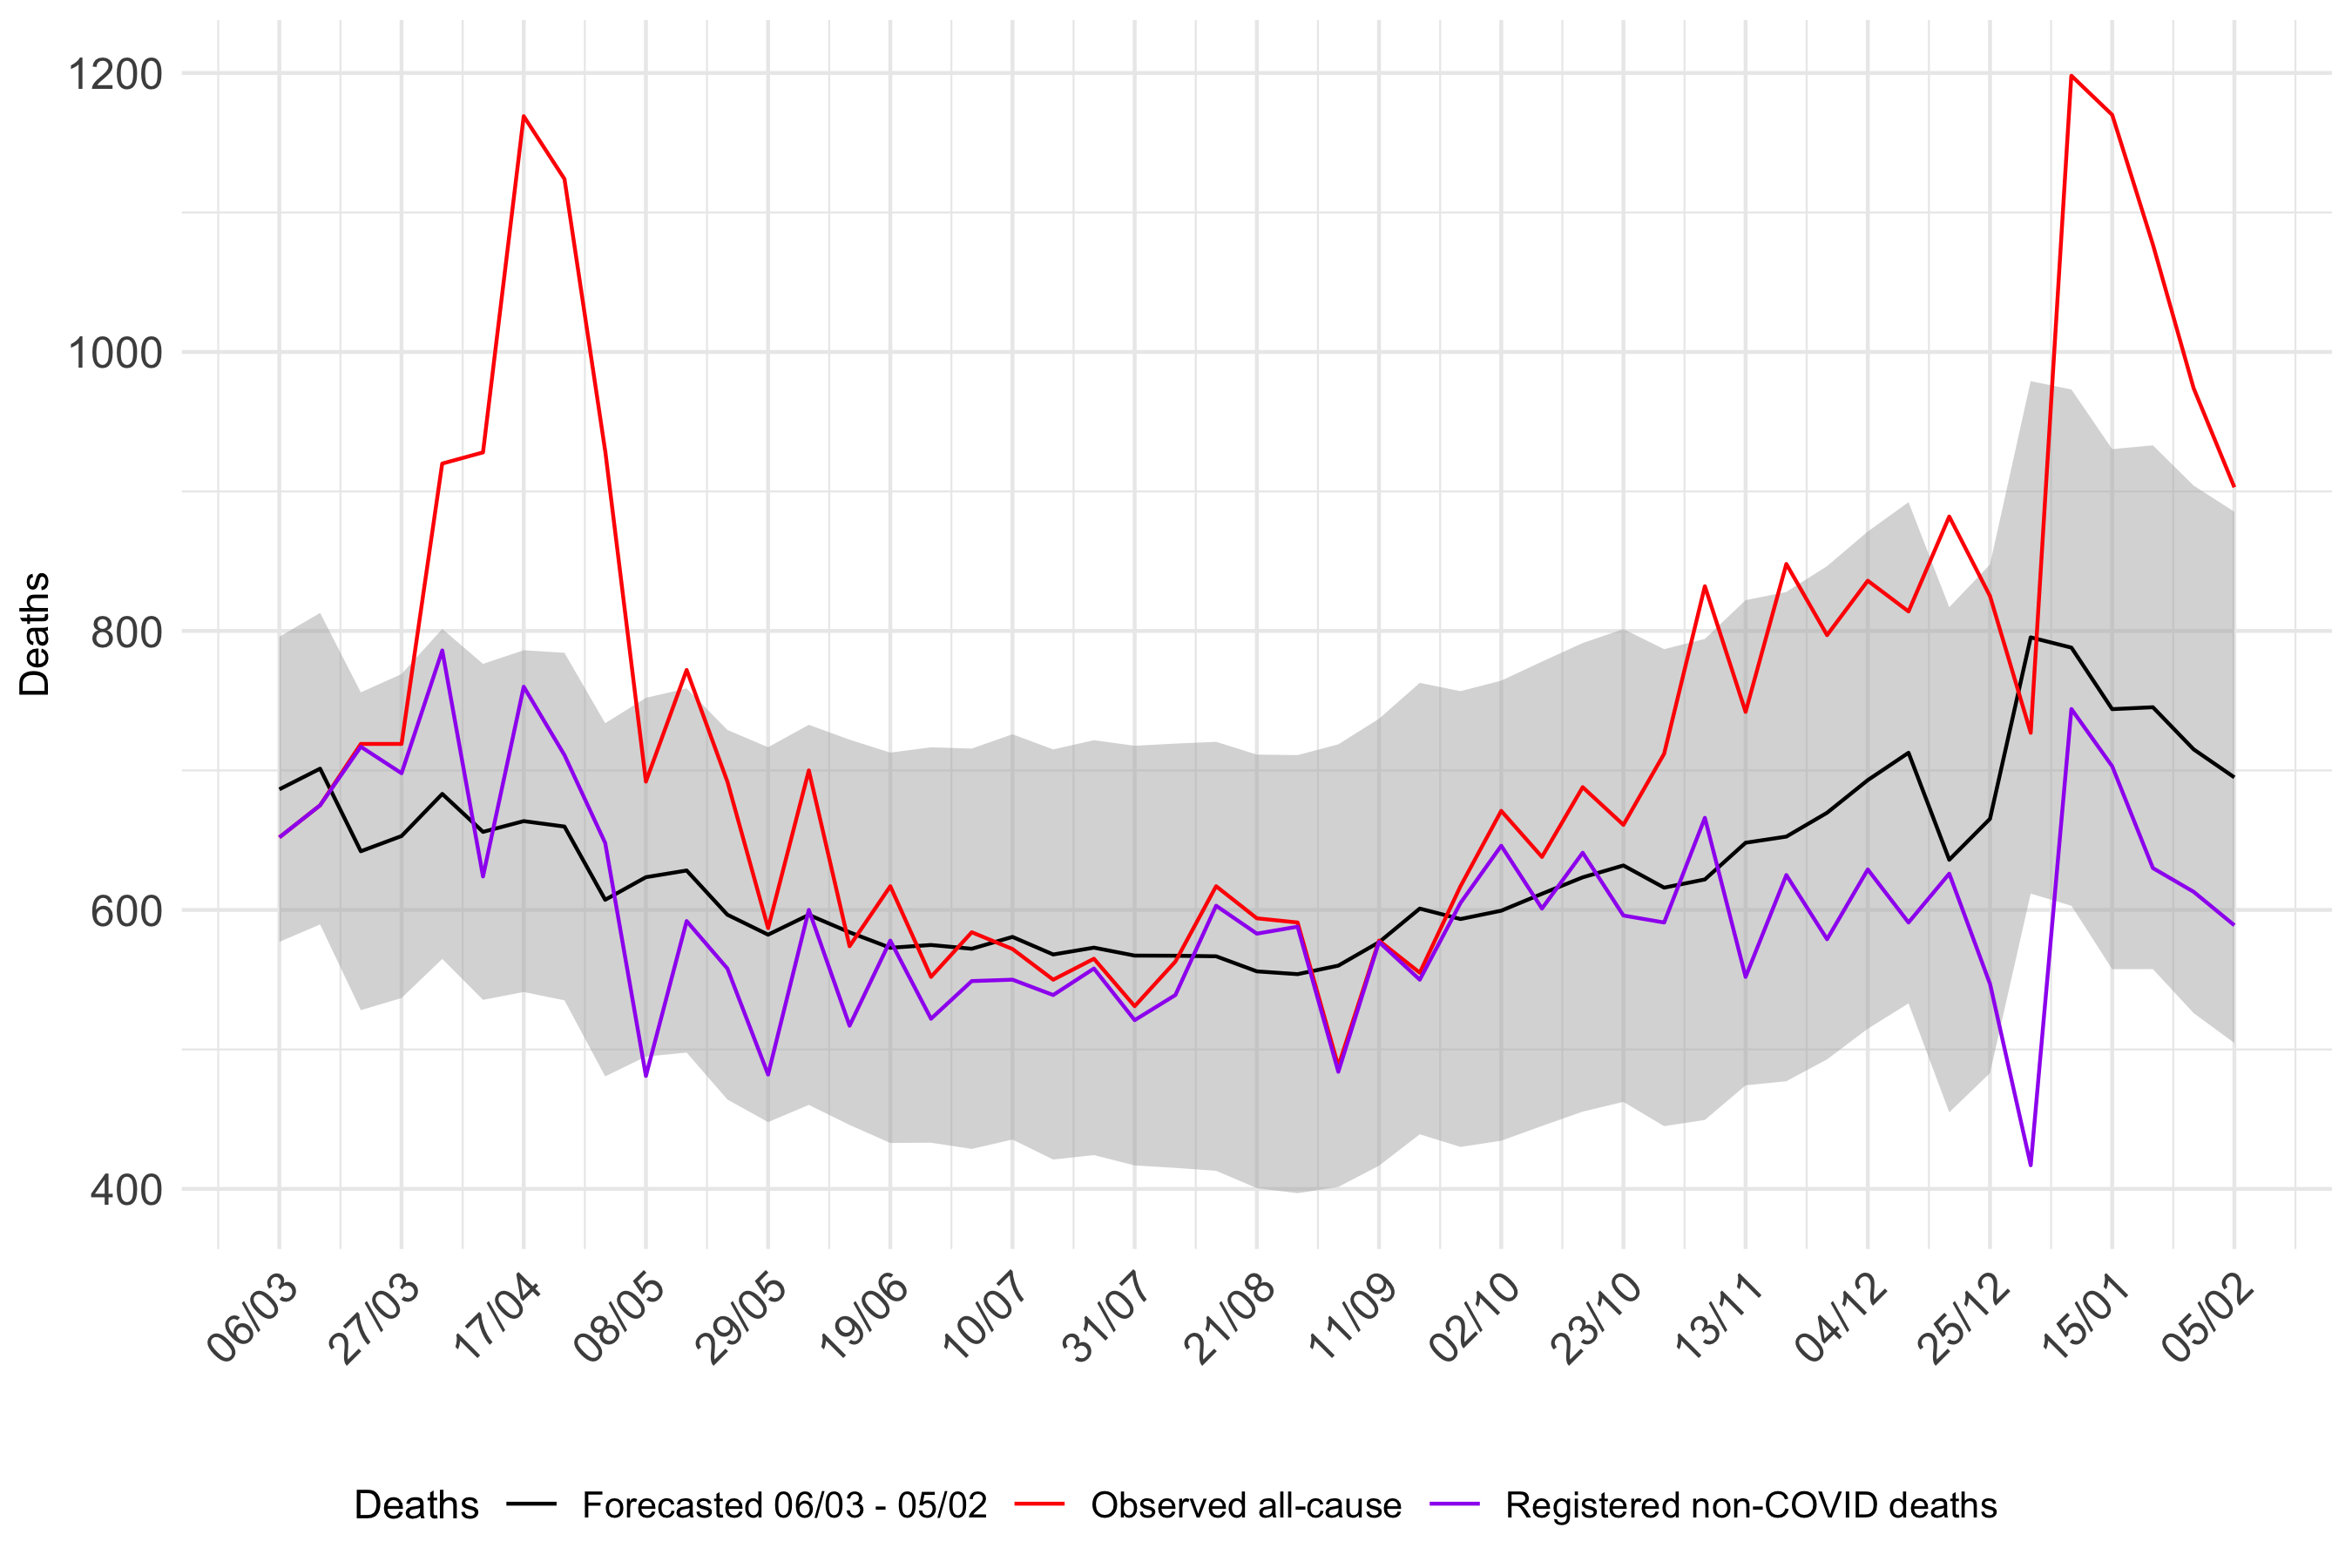 1200
1000
800
600
400
Deaths
06/03 27/03 17/04 08/05 29/05 19/06 10/07 31/07 21/08 11/09 02/10 23/10 13/11 04/12 25/12 15/01 05/02
Deaths Forecasted 06/03 - 05/02 Observed all-cause Registered non-COVID deaths